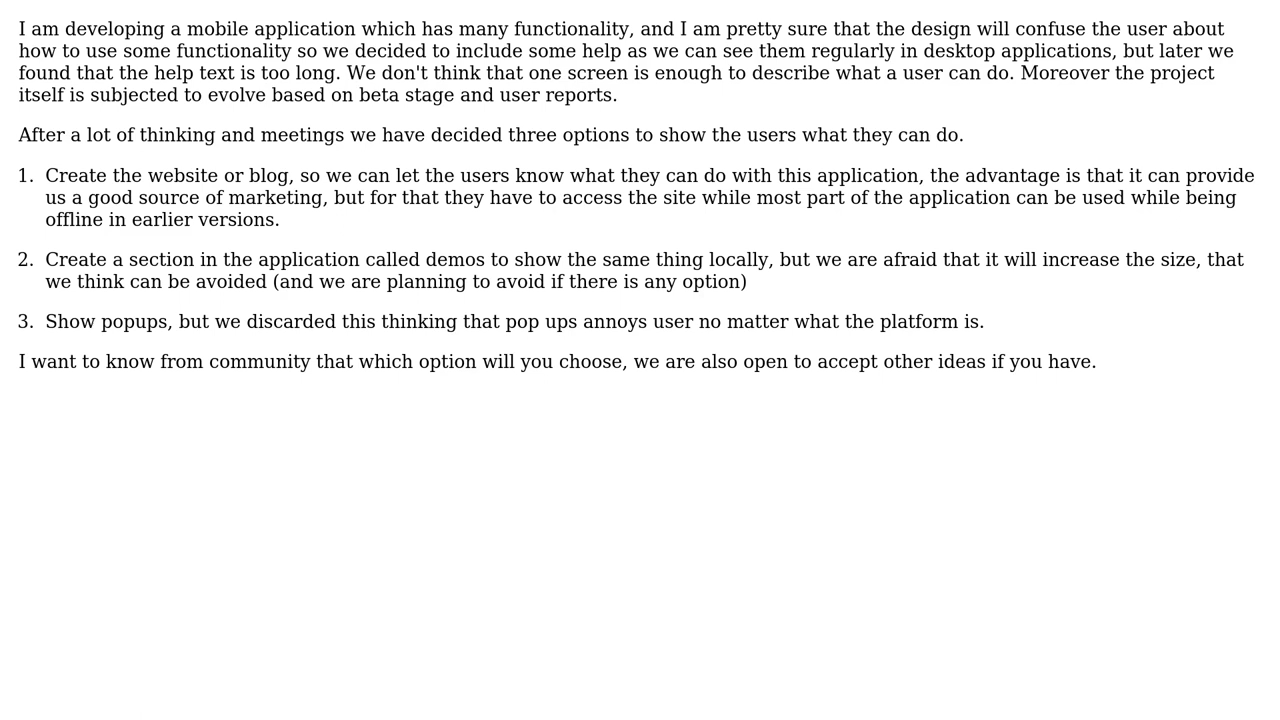 I am developing a mobile application which has many functionality, and I am pretty sure that the design will confuse the user about
how to use some functionality so we decided to include some help as we can see them regularly in desktop applications, but later we
found that the help text is too long. We don't think that one screen is enough to describe what a user can do. Moreover the project
itself is subjected to evolve based on beta stage and user reports.
After a lot of thinking and meetings we have decided three options to show the users what they can do.
1. Create the website or blog, so we can let the users know what they can do with this application, the advantage is that it can provide
us a good source of marketing, but for that they have to access the site while most part of the application can be used while being
offline in earlier versions.
2. Create a section in the application called demos to show the same thing locally, but we are afraid that it will increase the size, that
we think can be avoided (and we are planning to avoid if there is any option)
3. Show popups, but we discarded this thinking that pop ups annoys user no matter what the platform is.
I want to know from community that which option will you choose, we are also open to accept other ideas if you have.